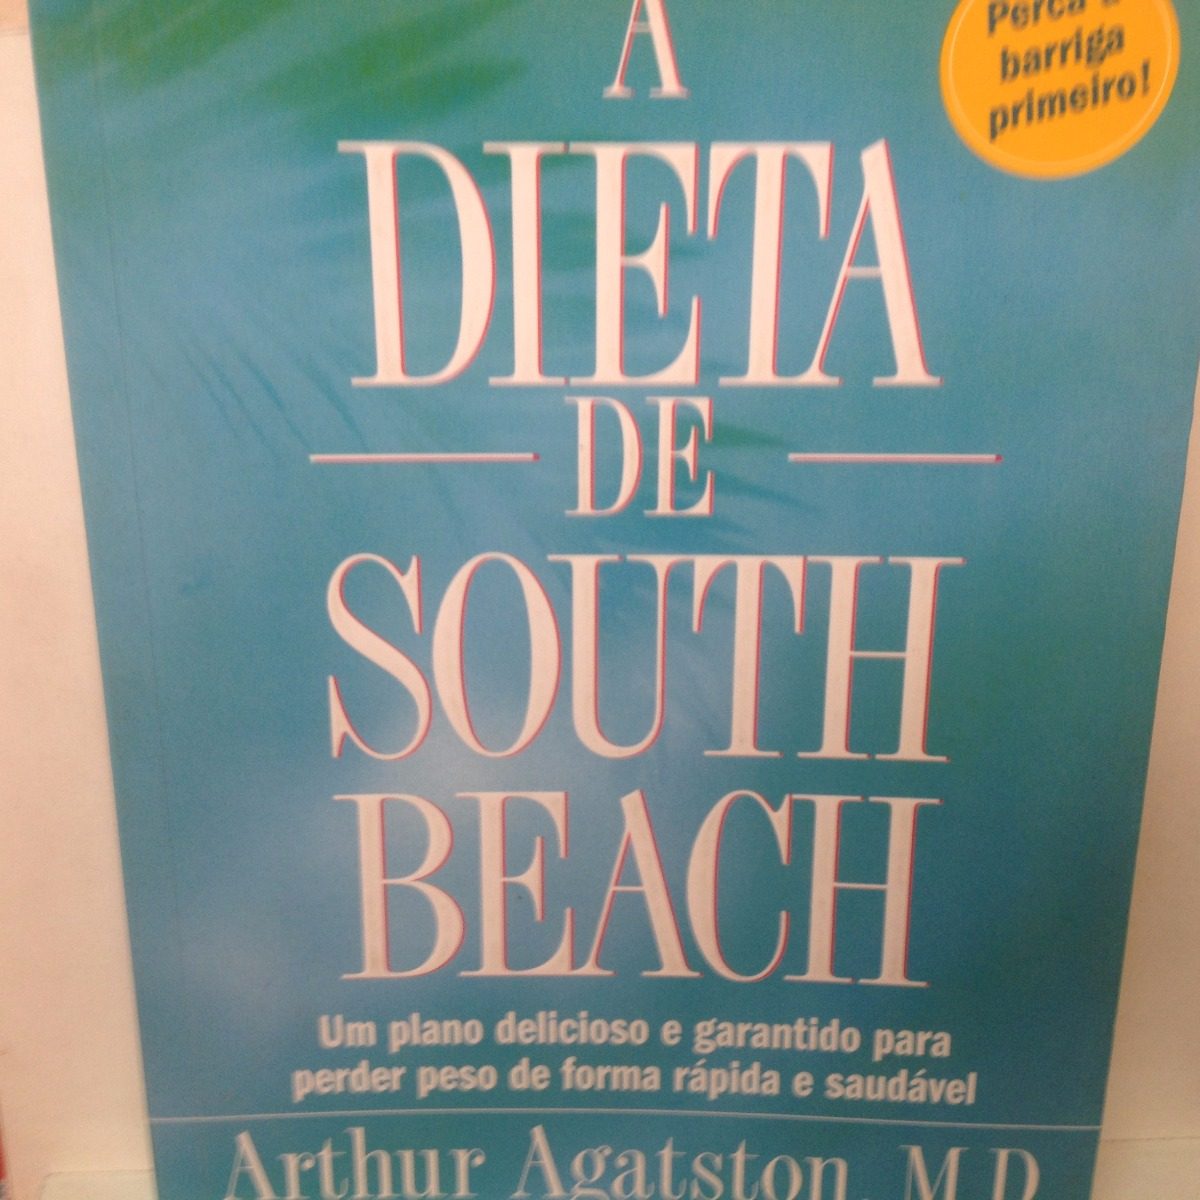 A
DIETA
DE
SOUTH
BEACH
Perca a
barriga
primeiro!
Um plano delicioso e garantido para
perder peso de forma rápida e saudável
Arthur Agatston, M.D.